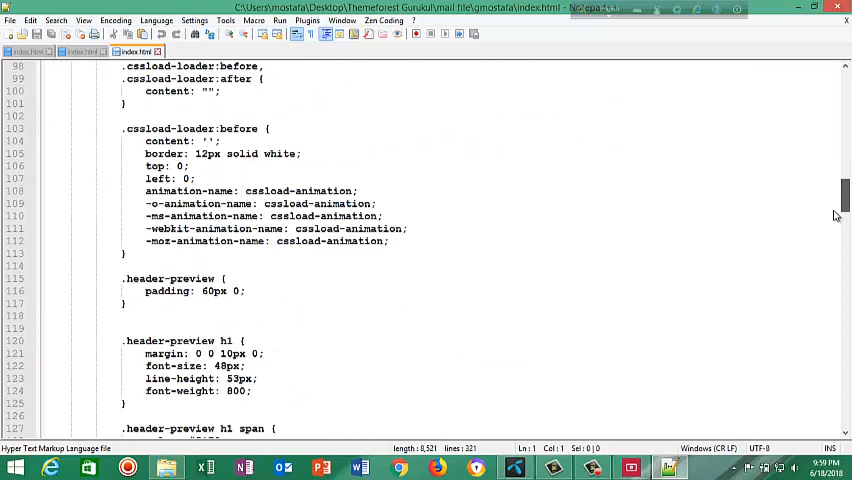 C:\Users\mostafa\Desktop\Themeforest Gurukul\mail file\gmostafa\index.html - Notepad++
File Edit Search View Encoding Language Settings Tools Macro Run Plugins Window Zen Coding ?
index.html index.html index.html
98 .cssload-loader:before,
99 .cssload-loader:after {
100 content: "";
101 }
102
103 .cssload-loader:before {
104 content: '';
105 border: 12px solid white;
106 top: 0;
107 left: 0;
108 animation-name: cssload-animation;
109 -o-animation-name: cssload-animation;
110 -ms-animation-name: cssload-animation;
111 -webkit-animation-name: cssload-animation;
112 -moz-animation-name: cssload-animation;
113 }
114
115 .header-preview {
116 padding: 60px 0;
117 }
118
119
120 .header-preview h1 {
121 margin: 0 0 10px 0;
122 font-size: 48px;
123 line-height: 53px;
124 font-weight: 800;
125 }
126
127 .header-preview h1 span {
Hyper Text Markup Language file length : 8,521 lines : 321 Ln : 1 Col : 1 Sel : 0 | 0 Windows (CR LF) UTF-8 INS
9:59 PM
6/18/2018